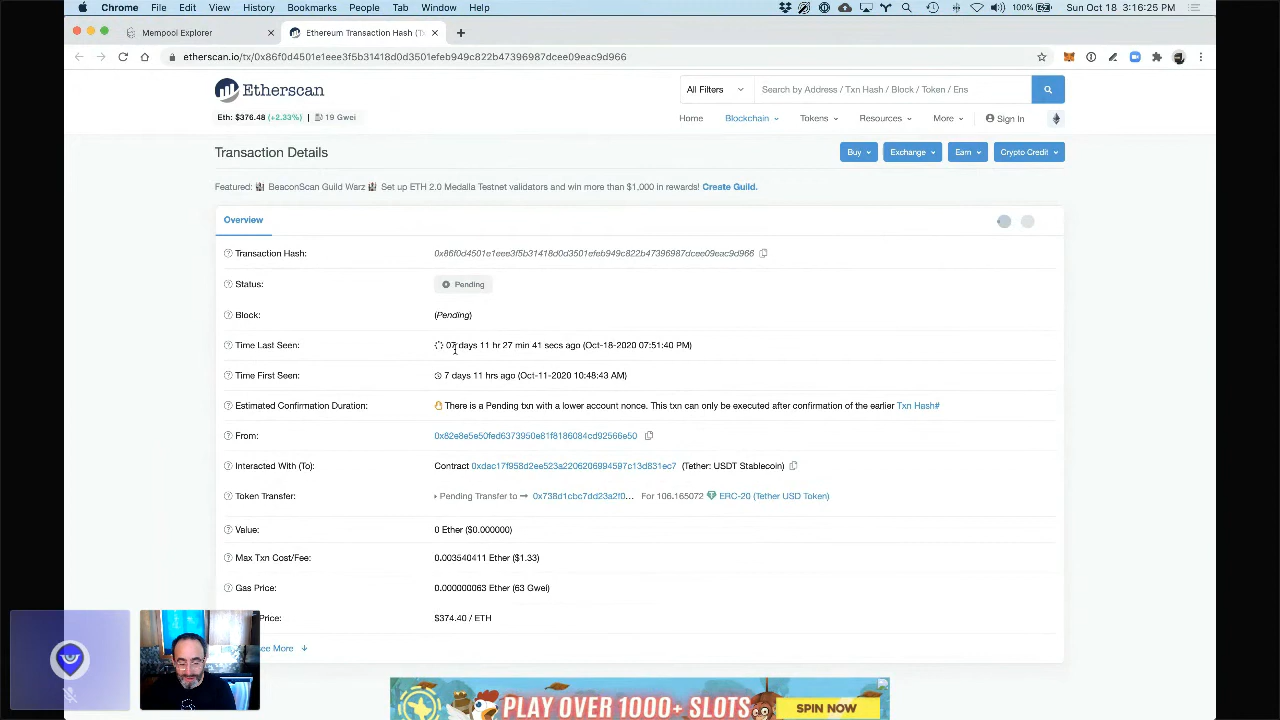 Chrome File Edit View History Bookmarks People Tab Window Help 100% Sun Oct 18 3:16:25 PM
Mempool Explorer Ethereum Transaction Hash (T
etherscan.io/tx/0x86f0d4501e1eee3f5b31418d0d3501efeb949c822b47396987dcee09eac9d966
Etherscan
All Filters Search by Address / Txn Hash / Block / Token / Ens
Eth: $376.48 (+2.33%) | 19 Gwei
Home Blockchain Tokens Resources More Sign In
Transaction Details
Buy Exchange Earn Crypto Credit
Featured: BeaconScan Guild Warz Set up ETH 2.0 Medalla Testnet validators and win more than $1,000 in rewards! Create Guild.
Overview
Transaction Hash: 0x86f0d4501e1eee3f5b31418d0d3501efeb949c822b47396987dcee09eac9d966
Status: Pending
Block: (Pending)
Time Last Seen: 07 days 11 hr 27 min 41 secs ago (Oct-18-2020 07:51:40 PM)
Time First Seen: 7 days 11 hrs ago (Oct-11-2020 10:48:43 AM)
Estimated Confirmation Duration: There is a Pending txn with a lower account nonce. This txn can only be executed after confirmation of the earlier Txn Hash#
From: 0x82e8e5e50fed6373950e81f8186084cd92566e50
Interacted With (To): Contract 0xdac17f958d2ee523a2206206994597c13d831ec7 (Tether: USDT Stablecoin)
Token Transfer: Pending Transfer to 0x738d1cbc7dd23a2f0... For 106.165072 ERC-20 (Tether USD Token)
Value: 0 Ether ($0.000000)
Max Txn Cost/Fee: 0.003540411 Ether ($1.33)
Gas Price: 0.000000063 Ether (63 Gwei)
Price: $374.40 / ETH
See More
PLAY OVER 1000+ SLOTS SPIN NOW